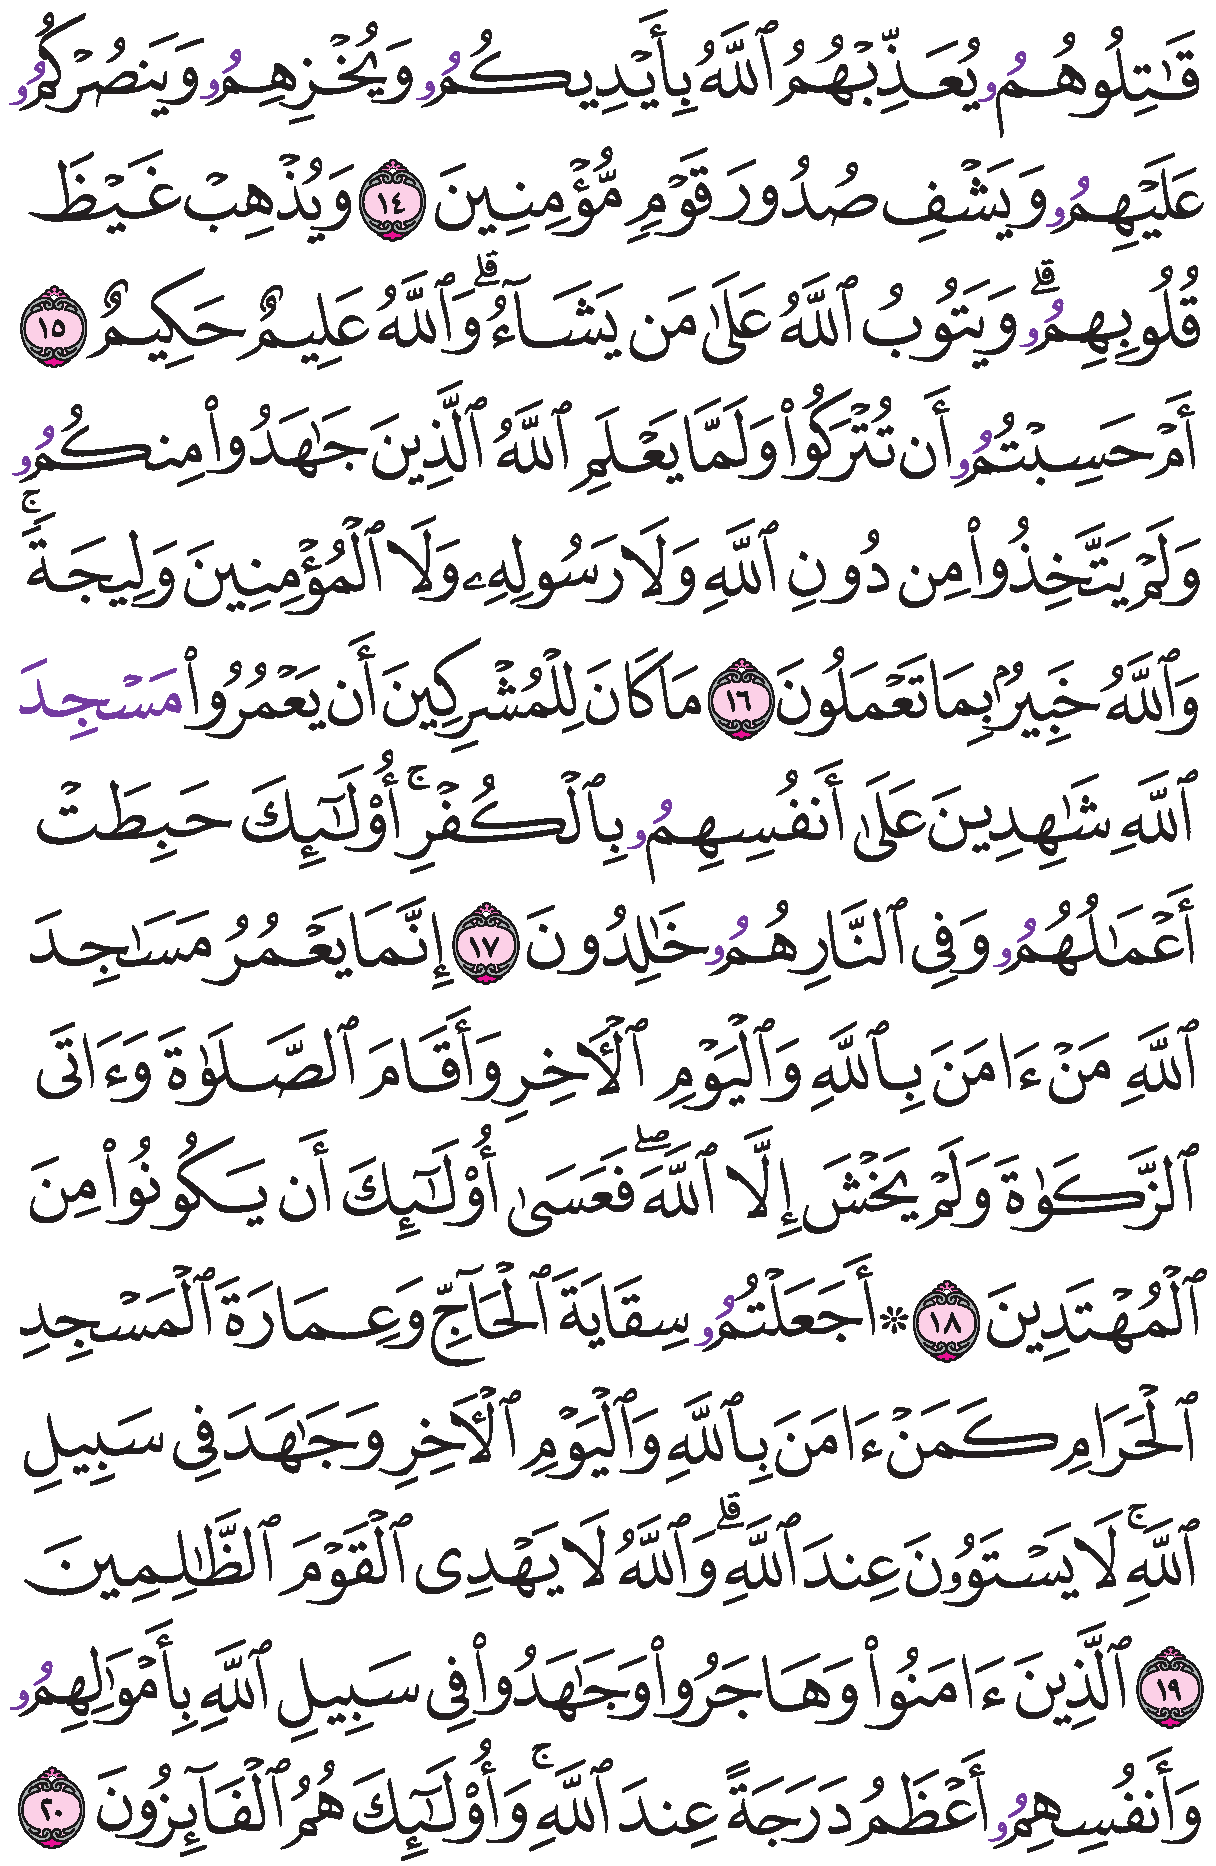 قَٰتِلُوهُمُۥ يُعَذِّبْهُمُ ٱللَّهُ بِأَيْدِيكُمُۥ وَيُخْزِهِمُۥ وَيَنصُرْكُمُۥ
عَلَيْهِمُۥ وَيَشْفِ صُدُورَ قَوْمٍ مُّؤْمِنِينَ ١٤ وَيُذْهِبْ غَيْظَ
قُلُوبِهِمُۥۗ وَيَتُوبُ ٱللَّهُ عَلَىٰ مَن يَشَآءُۗ وَٱللَّهُ عَلِيمٌ حَكِيمٌ ١٥
أَمْ حَسِبْتُمُۥ أَن تُتْرَكُوا۟ وَلَمَّا يَعْلَمِ ٱللَّهُ ٱلَّذِينَ جَٰهَدُوا۟ مِنكُمُۥ
وَلَمْ يَتَّخِذُوا۟ مِن دُونِ ٱللَّهِ وَلَا رَسُولِهِۦ وَلَا ٱلْمُؤْمِنِينَ وَلِيجَةًۚ
وَٱللَّهُ خَبِيرٌۢ بِمَا تَعْمَلُونَ ١٦ مَا كَانَ لِلْمُشْرِكِينَ أَن يَعْمُرُوا۟ مَسْجِدَ
ٱللَّهِ شَٰهِدِينَ عَلَىٰ أَنفُسِهِمُۥ بِٱلْكُفْرِۚ أُو۟لَٰٓئِكَ حَبِطَتْ
أَعْمَٰلُهُمُۥ وَفِى ٱلنَّارِ هُمُۥ خَٰلِدُونَ ١٧ إِنَّمَا يَعْمُرُ مَسَٰجِدَ
ٱللَّهِ مَنْ ءَامَنَ بِٱللَّهِ وَٱلْيَوْمِ ٱلْأَخِرِ وَأَقَامَ ٱلصَّلَوٰةَ وَءَاتَى
ٱلزَّكَوٰةَ وَلَمْ يَخْشَ إِلَّا ٱللَّهَۖ فَعَسَىٰ أُو۟لَٰٓئِكَ أَن يَكُونُوا۟ مِنَ
ٱلْمُهْتَدِينَ ١٨ ۞ أَجَعَلْتُمُۥ سِقَايَةَ ٱلْحَآجِّ وَعِمَارَةَ ٱلْمَسْجِدِ
ٱلْحَرَامِ كَمَنْ ءَامَنَ بِٱللَّهِ وَٱلْيَوْمِ ٱلْأَخِرِ وَجَٰهَدَ فِى سَبِيلِ
ٱللَّهِۚ لَا يَسْتَوُۥنَ عِندَ ٱللَّهِۗ وَٱللَّهُ لَا يَهْدِى ٱلْقَوْمَ ٱلظَّٰلِمِينَ
١٩ ٱلَّذِينَ ءَامَنُوا۟ وَهَاجَرُوا۟ وَجَٰهَدُوا۟ فِى سَبِيلِ ٱللَّهِ بِأَمْوَٰلِهِمُۥ
وَأَنفُسِهِمُۥ أَعْظَمُ دَرَجَةً عِندَ ٱللَّهِۚ وَأُو۟لَٰٓئِكَ هُمُ ٱلْفَآئِزُونَ ٢٠